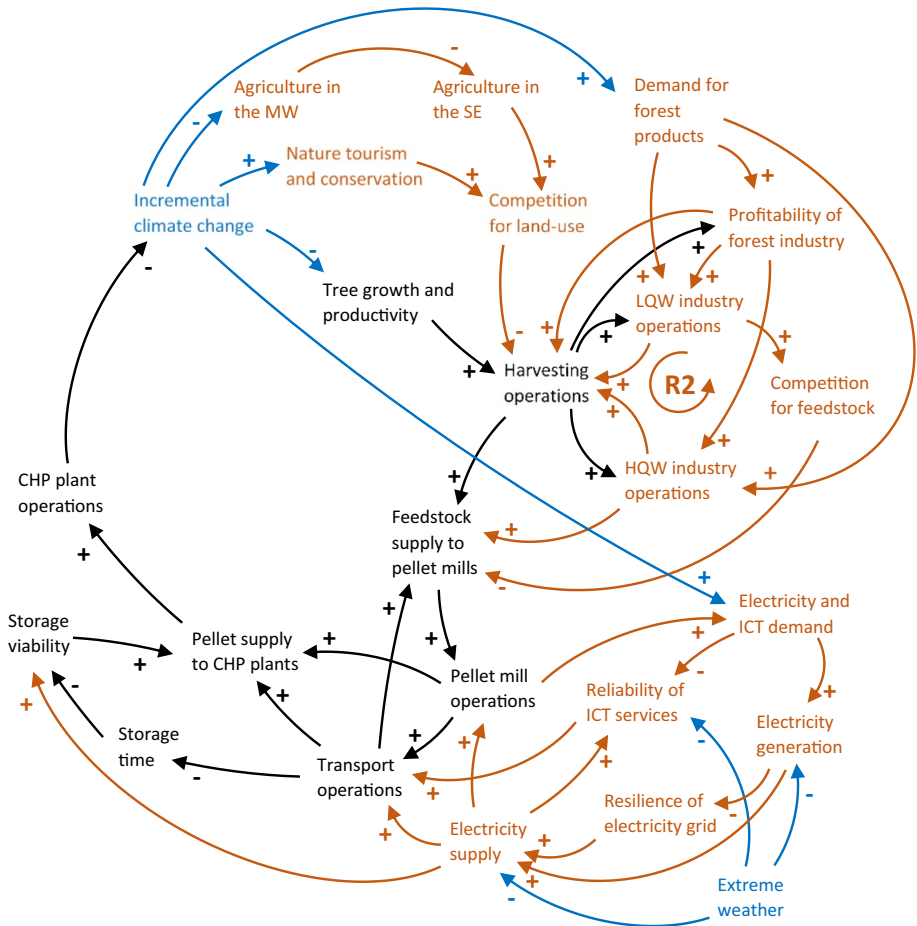 Agriculture in
the MW
-
Agriculture in
the SE
+
Demand for
forest
products
-
+
+
Nature tourism
and conservation
+
+
Incremental
climate change
Competition
for land-use
Profitability of
forest industry
+
-
-
Tree growth and
productivity
+
+
LQW industry
operations
-
+
+
+
+
Harvesting
operations
R2
Competition
for feedstock
+
+
+
+
CHP plant
operations
+
+
HQW industry
operations
+
Feedstock
supply to
pellet mills
+
-
+
+
Storage
viability
+
Pellet supply
to CHP plants
+
+
+
Electricity and
ICT demand
+
-
Pellet mill
operations
Reliability of
ICT services
+
-
+
+
Storage
time
-
+
Transport
operations
+
+
+
-
Electricity
generation
-
Resilience of
electricity grid
-
+
Electricity
supply
+
+
-
Extreme
weather